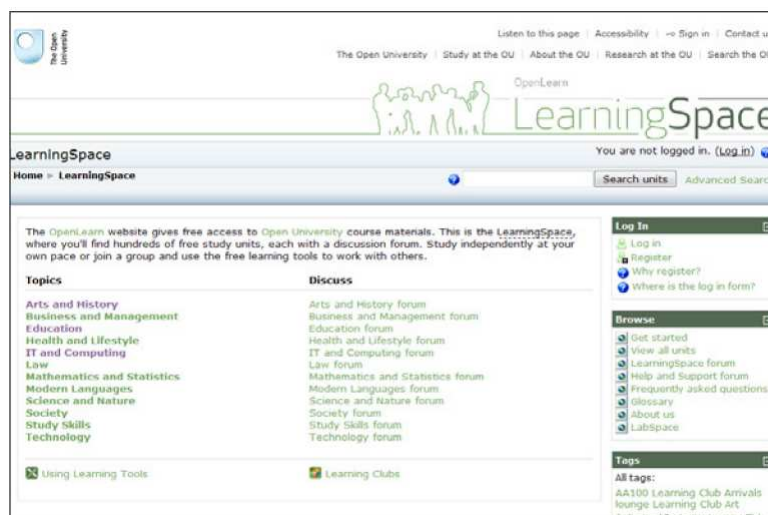 The Open University
Listen to this page Accessibility Sign in Contact u
The Open University Study at the OU About the OU Research at the OU Search the O
OpenLearn
LearningSpace
LearningSpace
You are not logged in. (Log in)
Home LearningSpace
Search units Advanced Searc
The OpenLearn website gives free access to Open University course materials. This is the LearningSpace,
where you'll find hundreds of free study units, each with a discussion forum. Study independently at your
own pace or join a group and use the free learning tools to work with others.
Topics
Arts and History
Business and Management
Education
Health and Lifestyle
IT and Computing
Law
Mathematics and Statistics
Modern Languages
Science and Nature
Society
Study Skills
Technology
Using Learning Tools
Discuss
Arts and History forum
Business and Management forum
Education forum
Health and Lifestyle forum
IT and Computing forum
Law forum
Mathematics and Statistics forum
Modern Languages forum
Science and Nature forum
Society forum
Study Skills forum
Technology forum
Learning Clubs
Log In
Log in
Register
Why register?
Where is the log in form?
Browse
Get started
View all units
LearningSpace forum
Help and Support forum
Frequently asked questions
Glossary
About us
LabSpace
Tags
All tags:
AA100 Learning Club Arrivals
lounge Learning Club Art